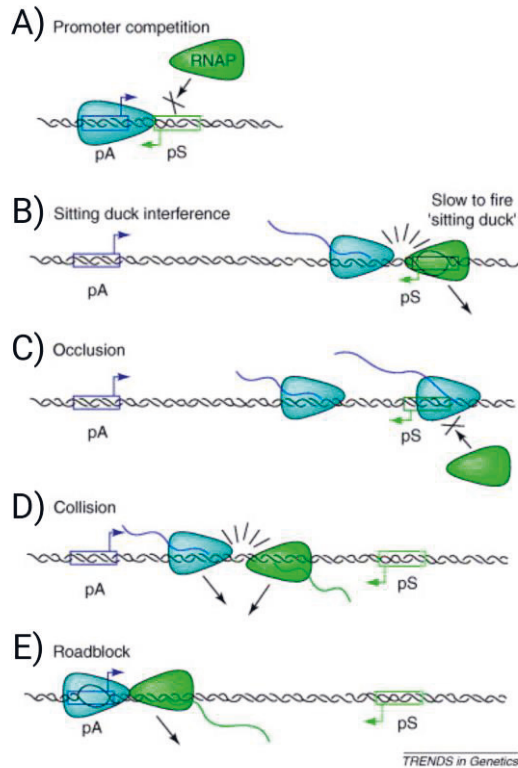 A) Promoter competition
RNAP
pA
pS
B) Sitting duck interference
Slow to fire
'sitting duck'
pA
pS
C) Occlusion
pA
pS
D) Collision
pA
pS
E) Roadblock
pA
pS
TRENDS in Genetics